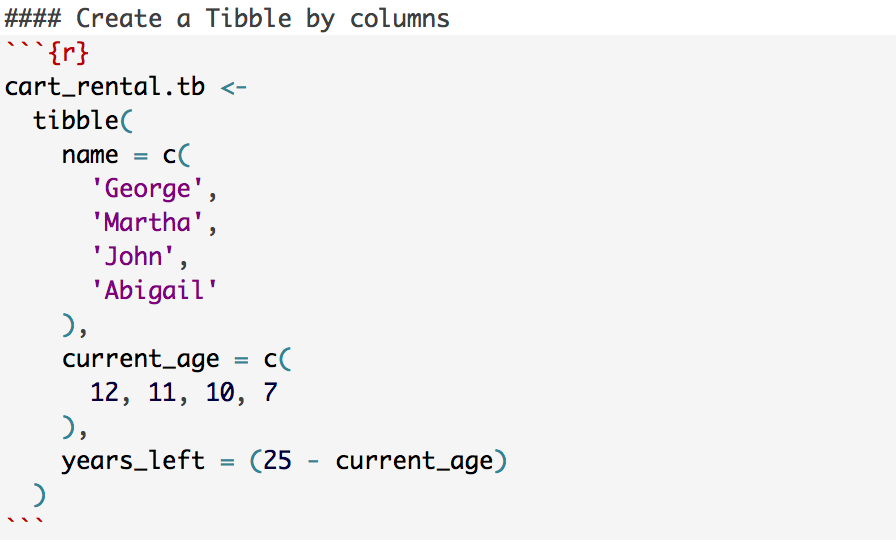 #### Create a Tibble by columns
```{r}
cart_rental.tb <-
  tibble(
    name = c(
      'George',
      'Martha',
      'John',
      'Abigail'
    ),
    current_age = c(
      12, 11, 10, 7
    ),
    years_left = (25 - current_age)
  )
```